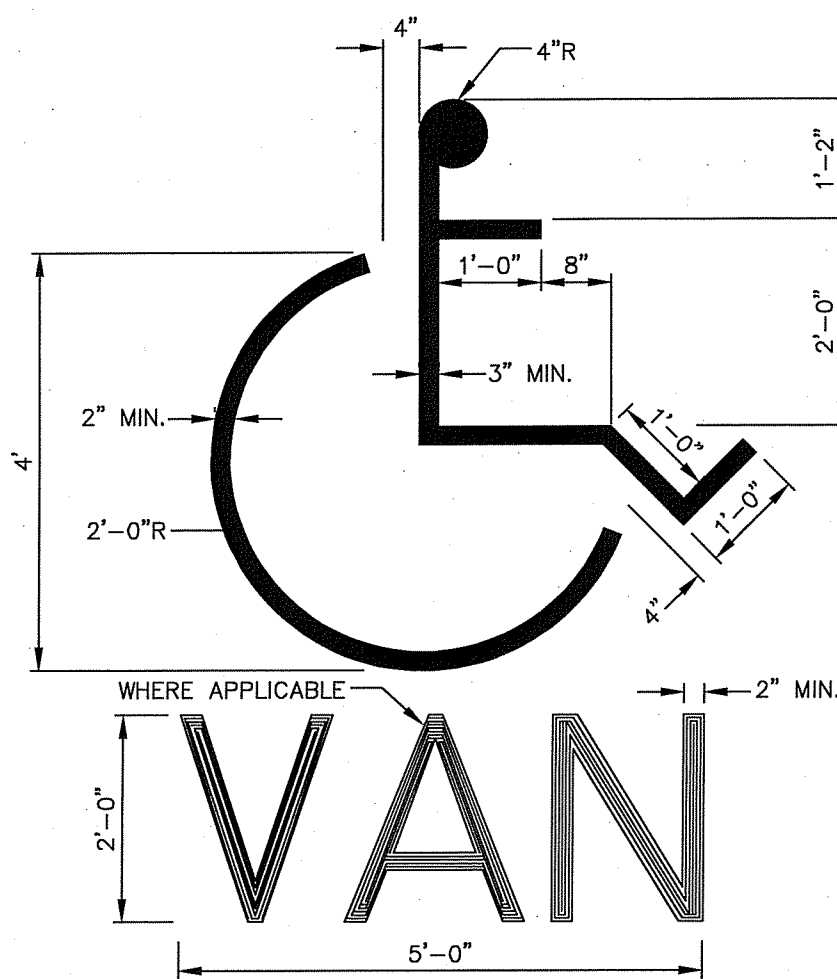 4"
4"R
1'-2"
1'-0"
8"
2'-0"
3" MIN.
2" MIN.
4'
1'-0"
1'-0"
2'-0"R
4"
WHERE APPLICABLE
2" MIN.
VAN
2'-0"
5'-0"